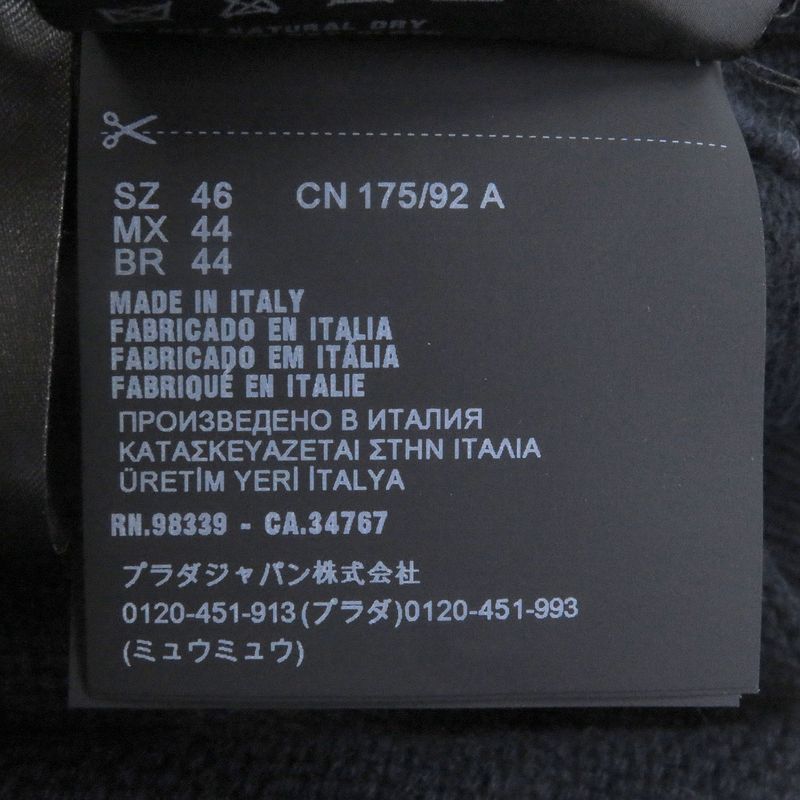 NOT NATURAL DRY
SZ 46 CN 175/92 A
MX 44
BR 44
MADE IN ITALY
FABRICADO EN ITALIA
FABRICADO EM ITÁLIA
FABRIQUÉ EN ITALIE
ПРОИЗВЕДЕНО В ИТАЛИЯ
ΚΑΤΑΣΚΕΥΑΖΕΤΑΙ ΣΤΗΝ ΙΤΑΛΙΑ
ÜRETİM YERİ İTALYA
RN.98339 - CA.34767
プラダジャパン株式会社
0120-451-913(プラダ)0120-451-993
(ミュウミュウ)